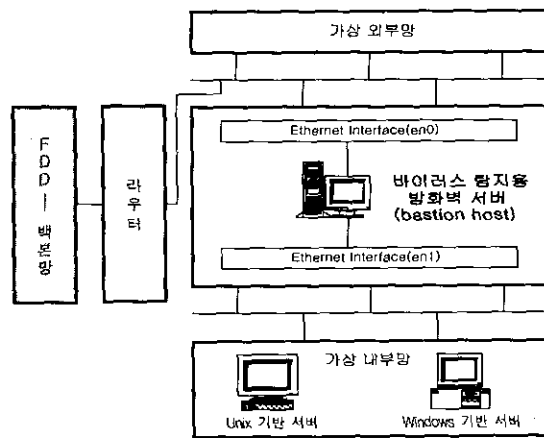 가상 외부망
Ethernet Interface(en0)
FDDI 백본망
라우터
바이러스 탐지용
방화벽 서버
(bastion host)
Ethernet Interface(en1)
가상 내부망
Unix 기반 서버
Windows 기반 서버